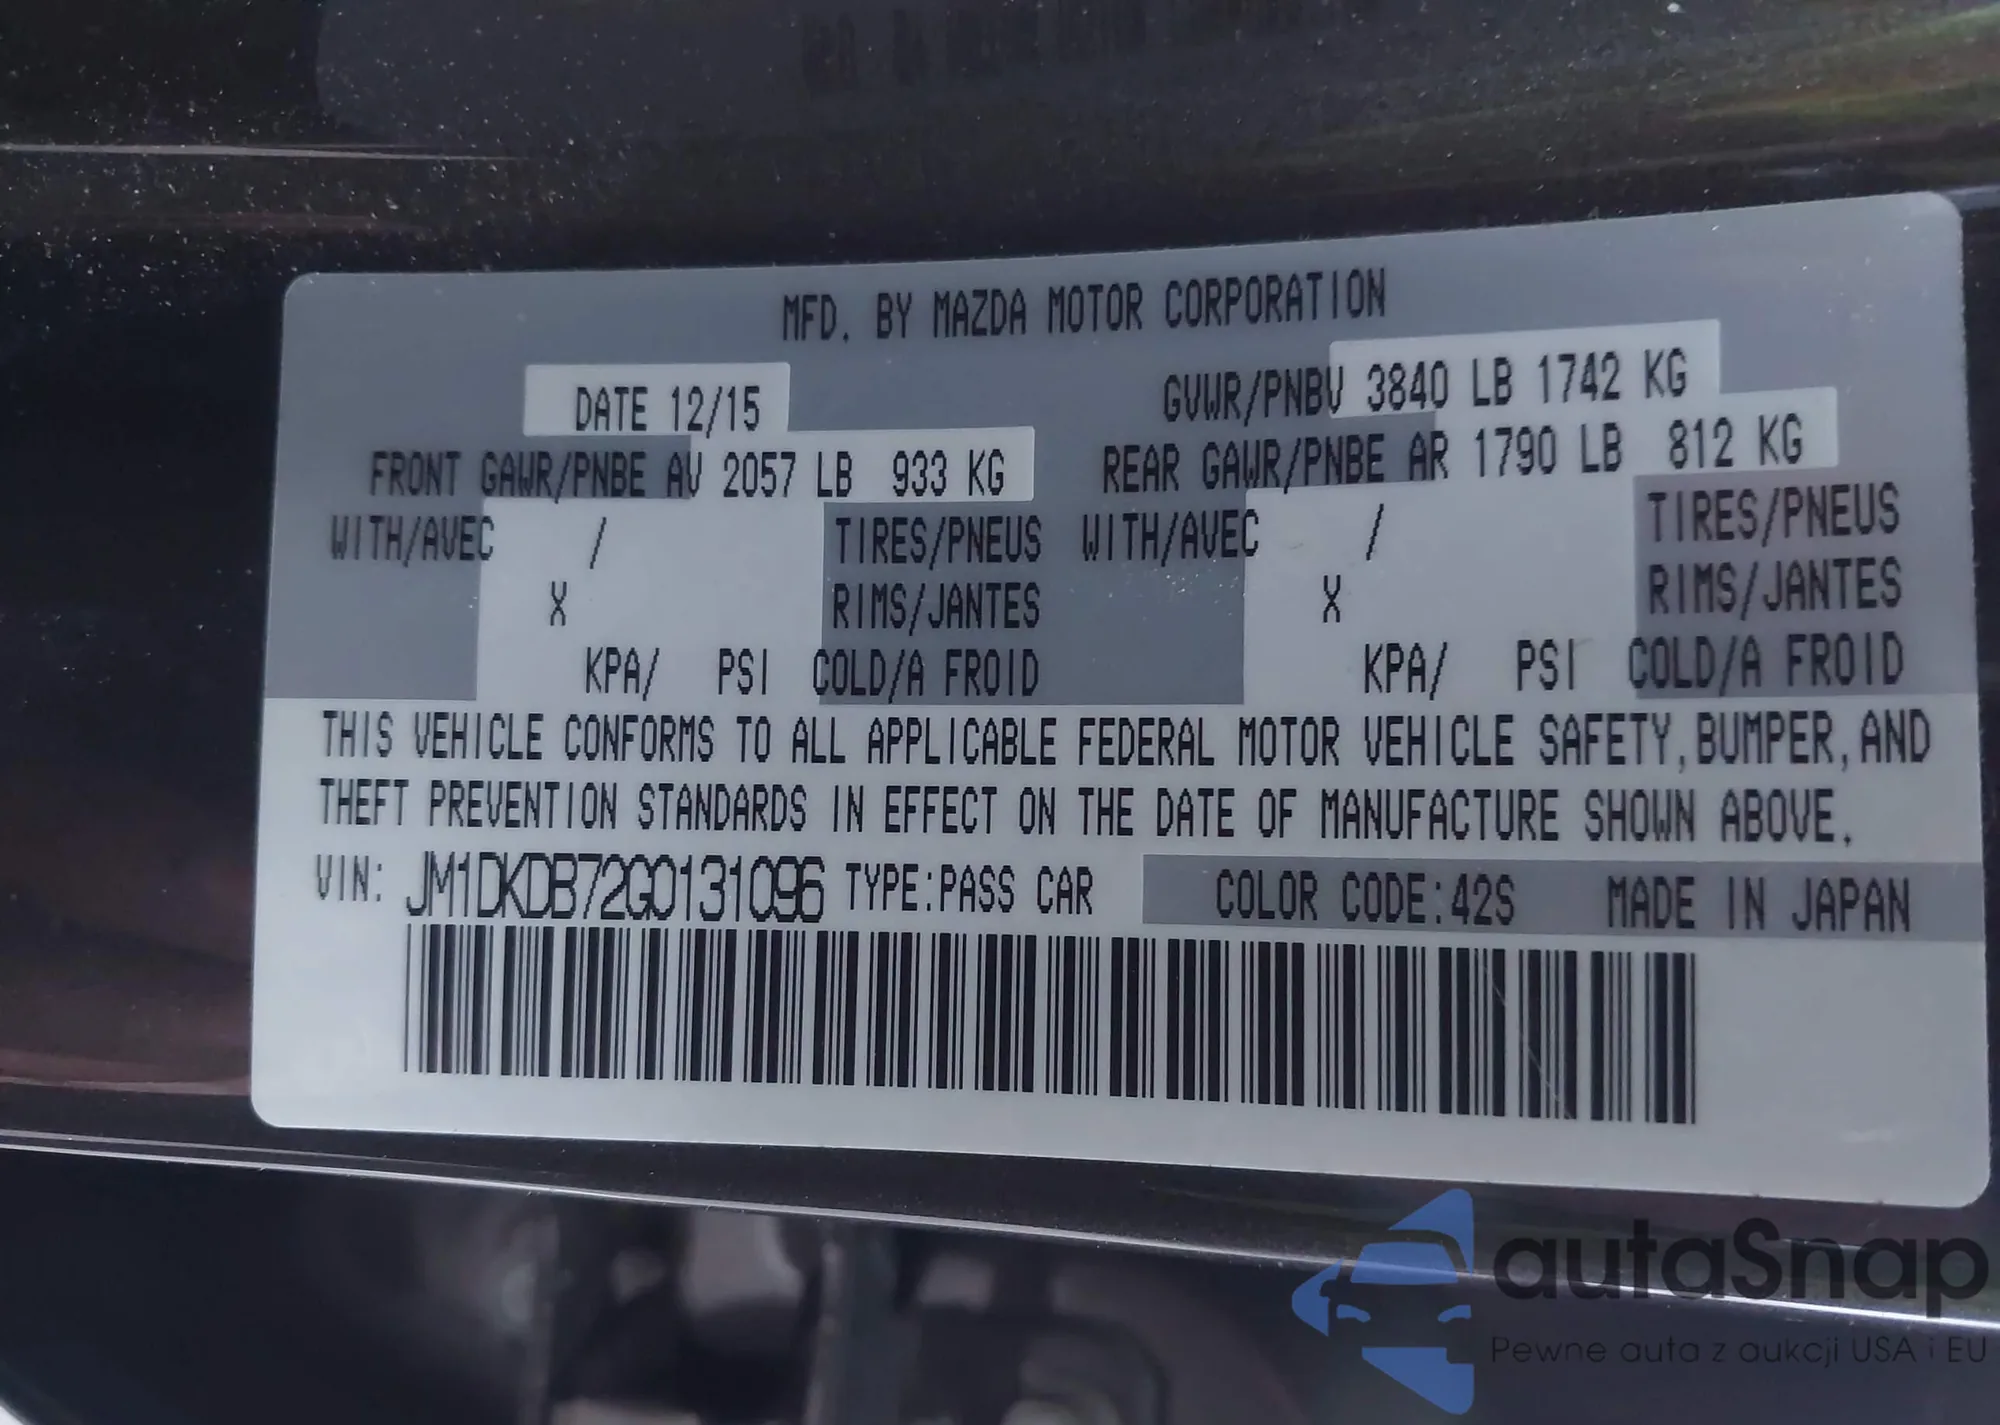 MFD. BY MAZDA MOTOR CORPORATION
DATE 12/15 GVWR/PNBV 3840 LB 1742 KG
FRONT GAWR/PNBE AV 2057 LB 933 KG REAR GAWR/PNBE AR 1790 LB 812 KG
WITH/AVEC / TIRES/PNEUS WITH/AVEC / TIRES/PNEUS
X RIMS/JANTES X RIMS/JANTES
KPA/ PSI COLD/A FROID KPA/ PSI COLD/A FROID
THIS VEHICLE CONFORMS TO ALL APPLICABLE FEDERAL MOTOR VEHICLE SAFETY, BUMPER, AND
THEFT PREVENTION STANDARDS IN EFFECT ON THE DATE OF MANUFACTURE SHOWN ABOVE.
VIN: JM1DKDB72G0131096 TYPE:PASS CAR COLOR CODE:42S MADE IN JAPAN
autaSnap
Pewne auta z aukcji USA i EU